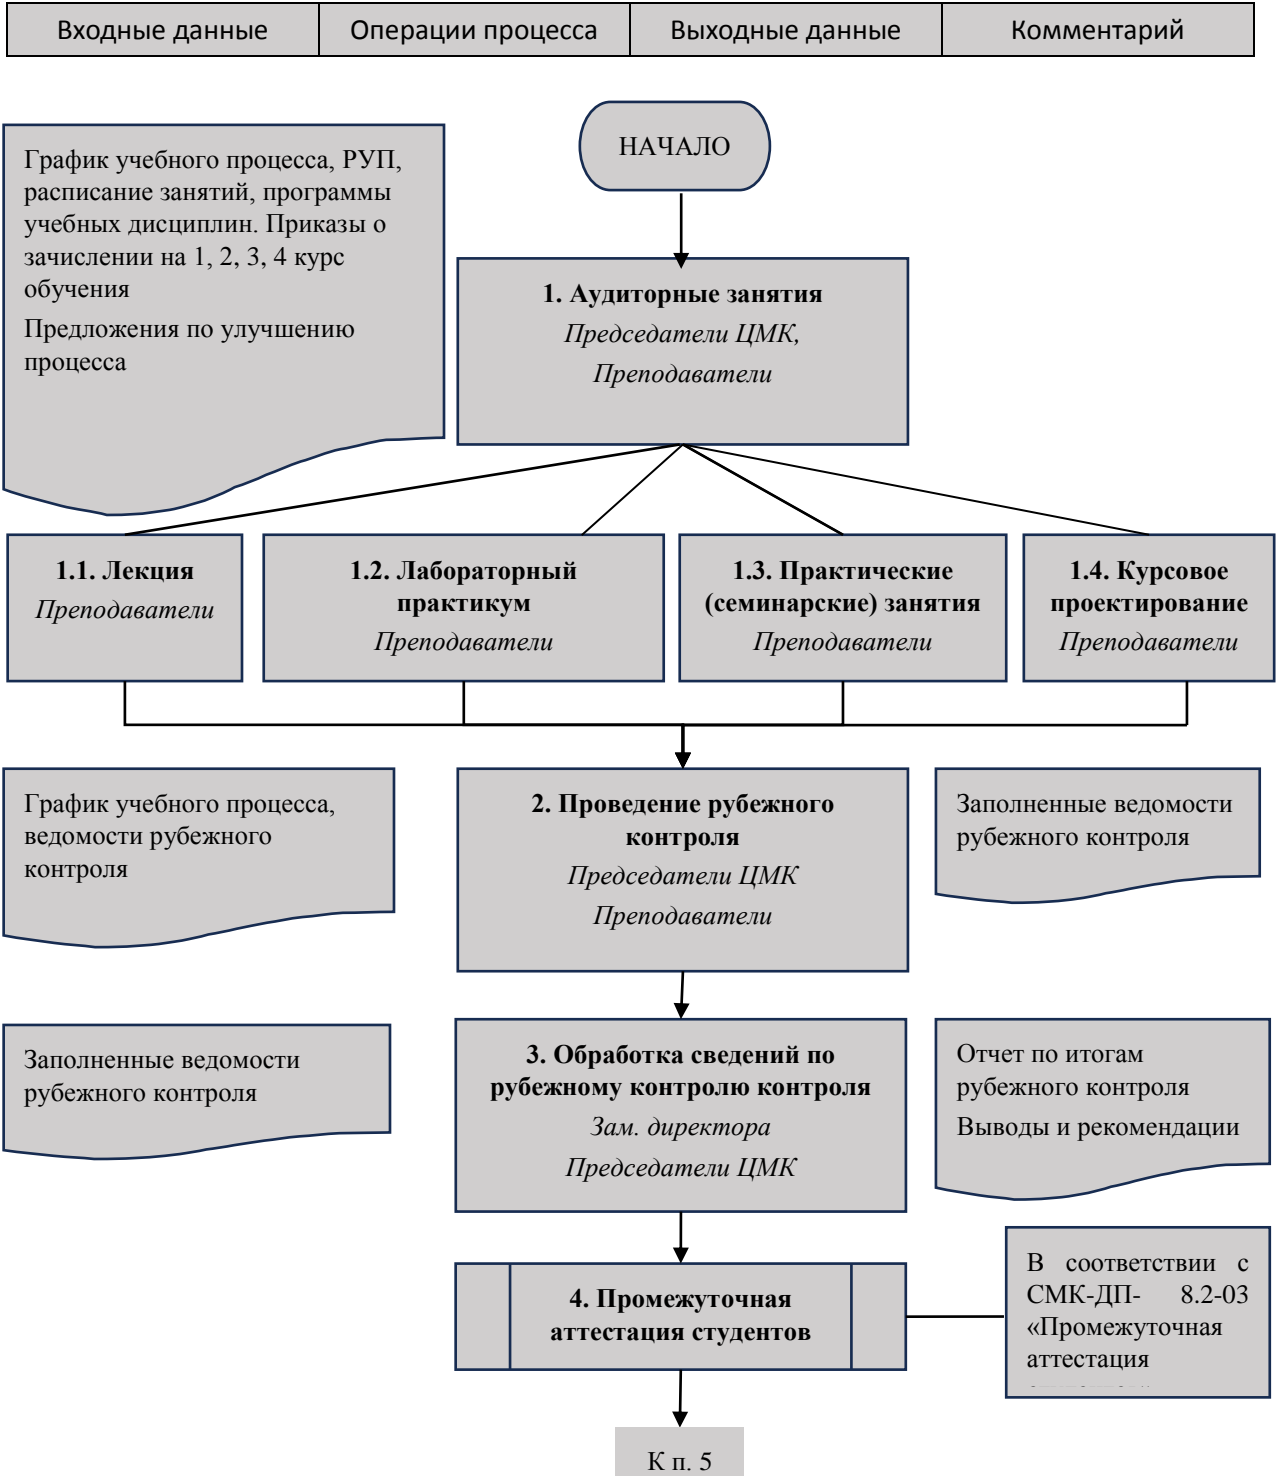 Входные данные
Операции процесса
Выходные данные
Комментарий
НАЧАЛО
График учебного процесса, РУП,
расписание занятий, программы
учебных дисциплин. Приказы о
зачислении на 1, 2, 3, 4 курс
обучения
Предложения по улучшению
процесса
1. Аудиторные занятия
Председатели ЦМК,
Преподаватели
1.1. Лекция
Преподаватели
1.2. Лабораторный
практикум
Преподаватели
1.3. Практические
(семинарские) занятия
Преподаватели
1.4. Курсовое
проектирование
Преподаватели
График учебного процесса,
ведомости рубежного
контроля
2. Проведение рубежного
контроля
Председатели ЦМК
Преподаватели
Заполненные ведомости
рубежного контроля
Заполненные ведомости
рубежного контроля
3. Обработка сведений по
рубежному контролю контроля
Зам. директора
Председатели ЦМК
Отчет по итогам
рубежного контроля
Выводы и рекомендации
4. Промежуточная
аттестация студентов
В соответствии с
СМК-ДП- 8.2-03
«Промежуточная
аттестация
К п. 5